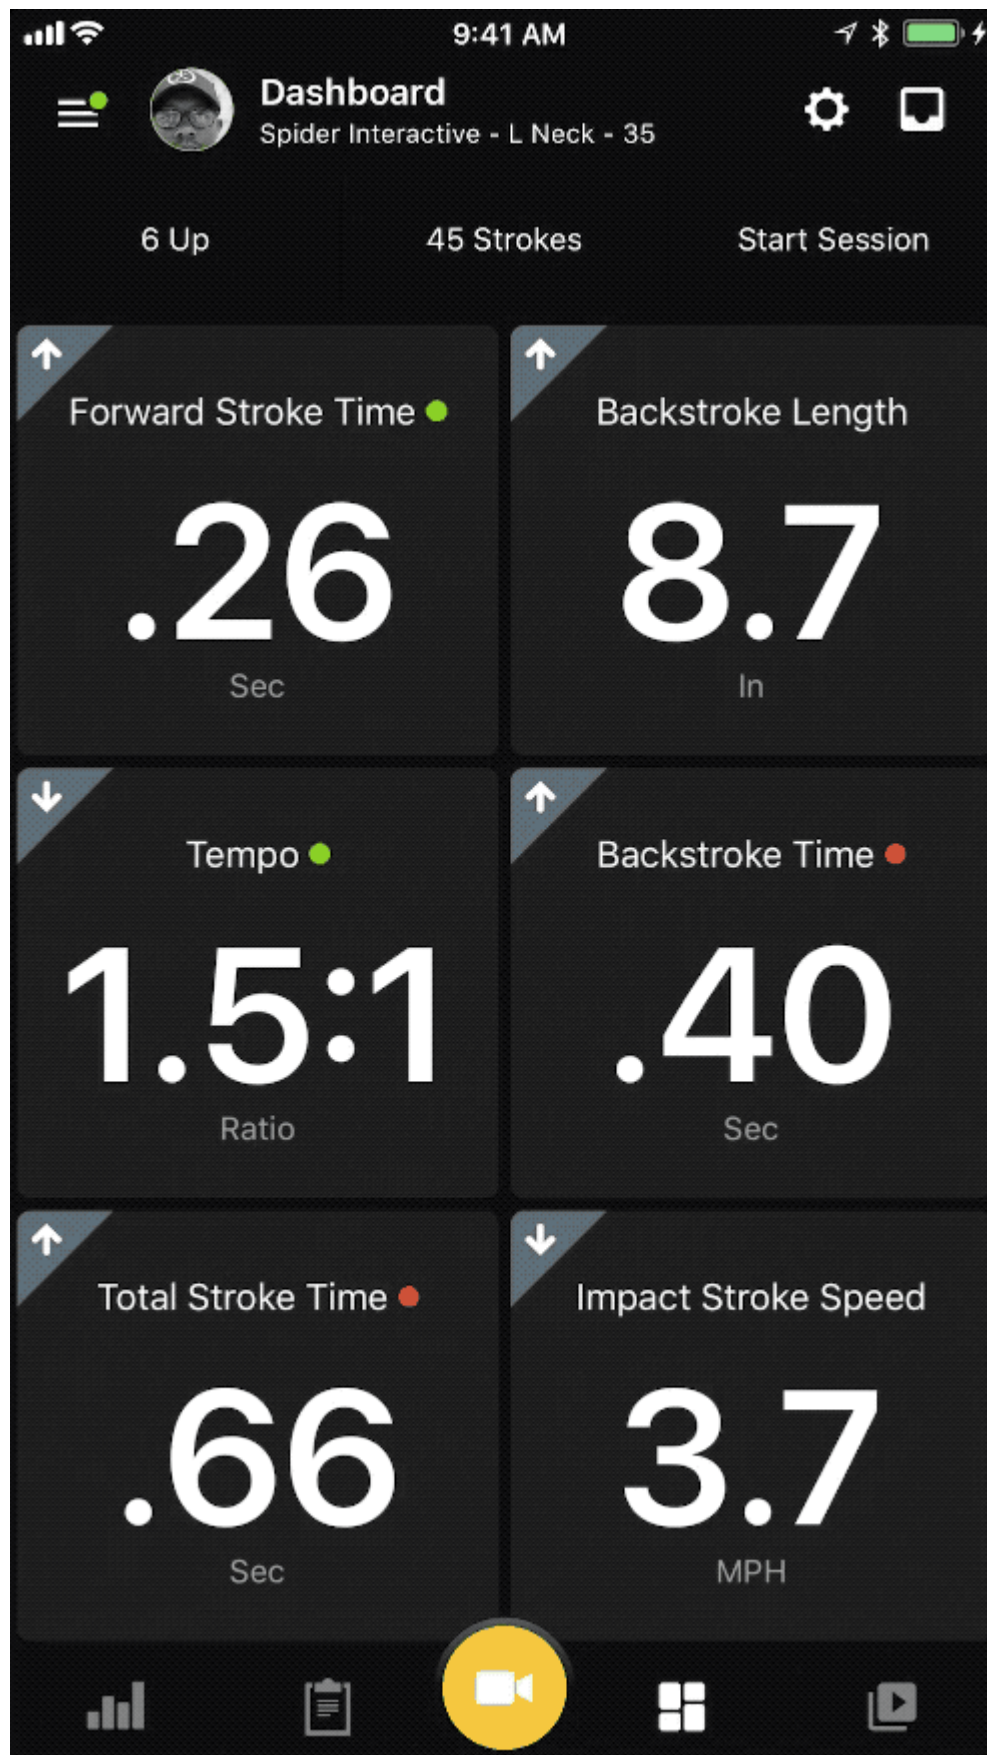 9:41 AM
Dashboard
Spider Interactive - L Neck - 35
6 Up
45 Strokes
Start Session
Forward Stroke Time
.26
Sec
Backstroke Length
8.7
In
Tempo
1.5:1
Ratio
Backstroke Time
.40
Sec
Total Stroke Time
.66
Sec
Impact Stroke Speed
3.7
MPH